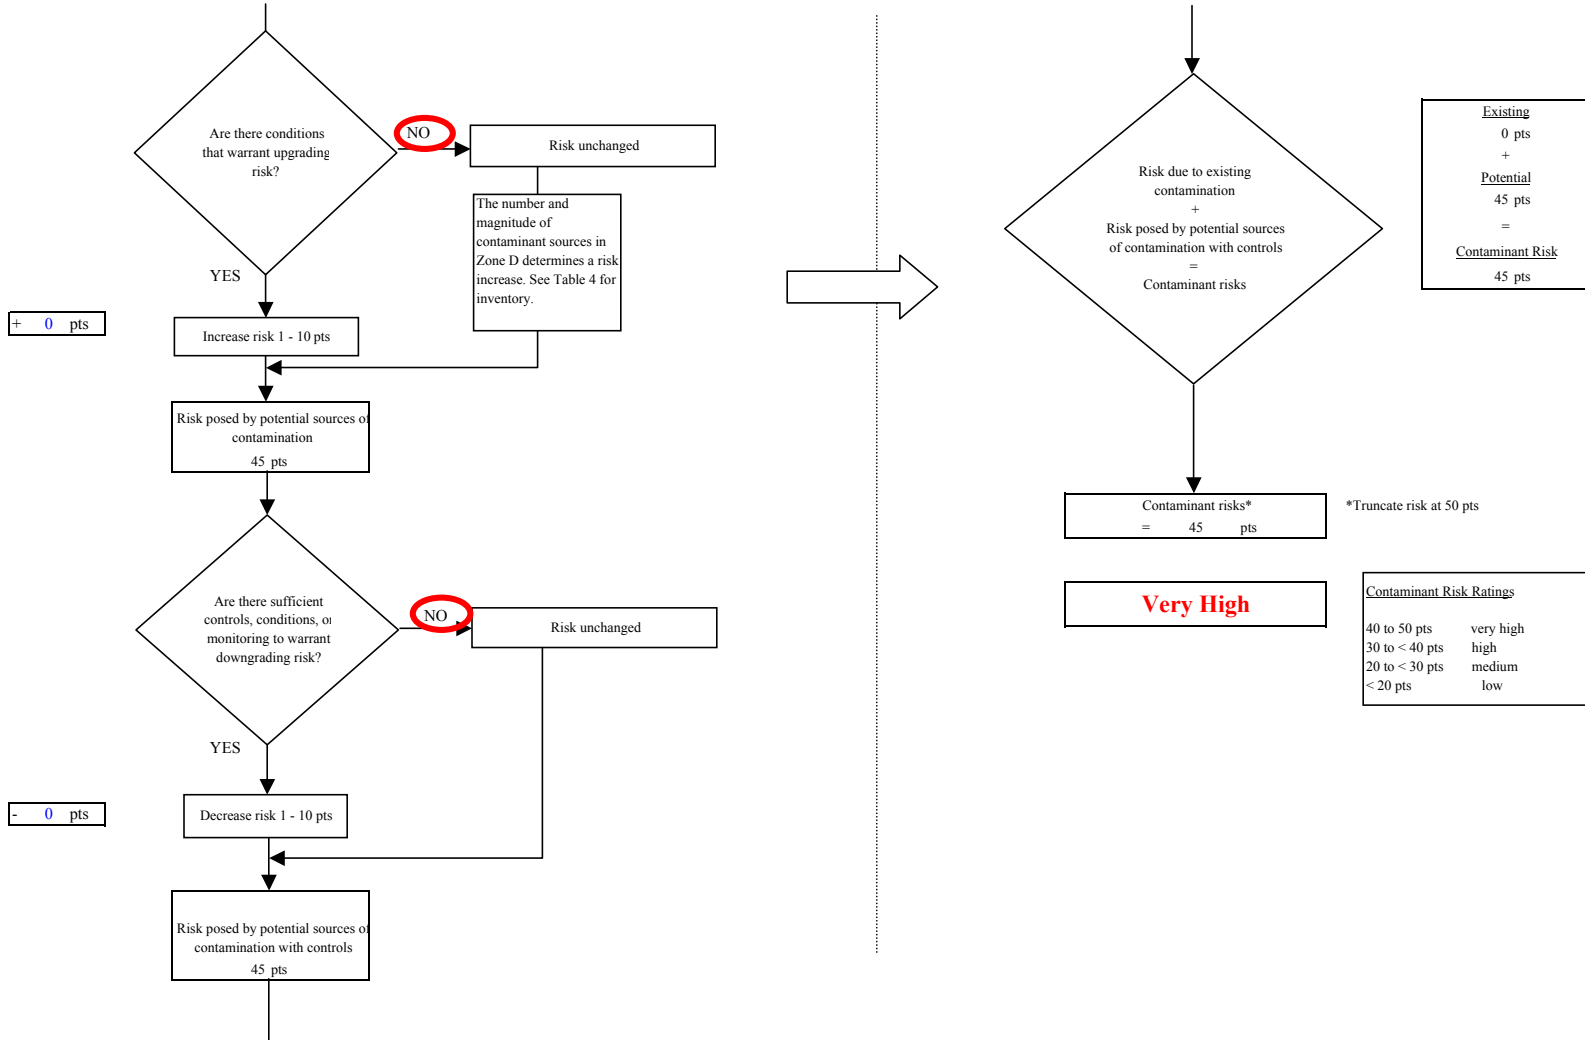 Are there conditions
that warrant upgrading
risk?
NO
Risk unchanged
The number and
magnitude of
contaminant sources in
Zone D determines a risk
increase. See Table 4 for
inventory.
YES
+ 0 pts
Increase risk 1 - 10 pts
Risk posed by potential sources of
contamination
45 pts
Are there sufficient
controls, conditions, or
monitoring to warrant
downgrading risk?
NO
Risk unchanged
YES
- 0 pts
Decrease risk 1 - 10 pts
Risk posed by potential sources of
contamination with controls
45 pts
Risk due to existing
contamination
+
Risk posed by potential sources
of contamination with controls
=
Contaminant risks
Existing
0 pts
+
Potential
45 pts
=
Contaminant Risk
45 pts
Contaminant risks*
= 45 pts
*Truncate risk at 50 pts
Very High
Contaminant Risk Ratings
40 to 50 pts very high
30 to < 40 pts high
20 to < 30 pts medium
< 20 pts low